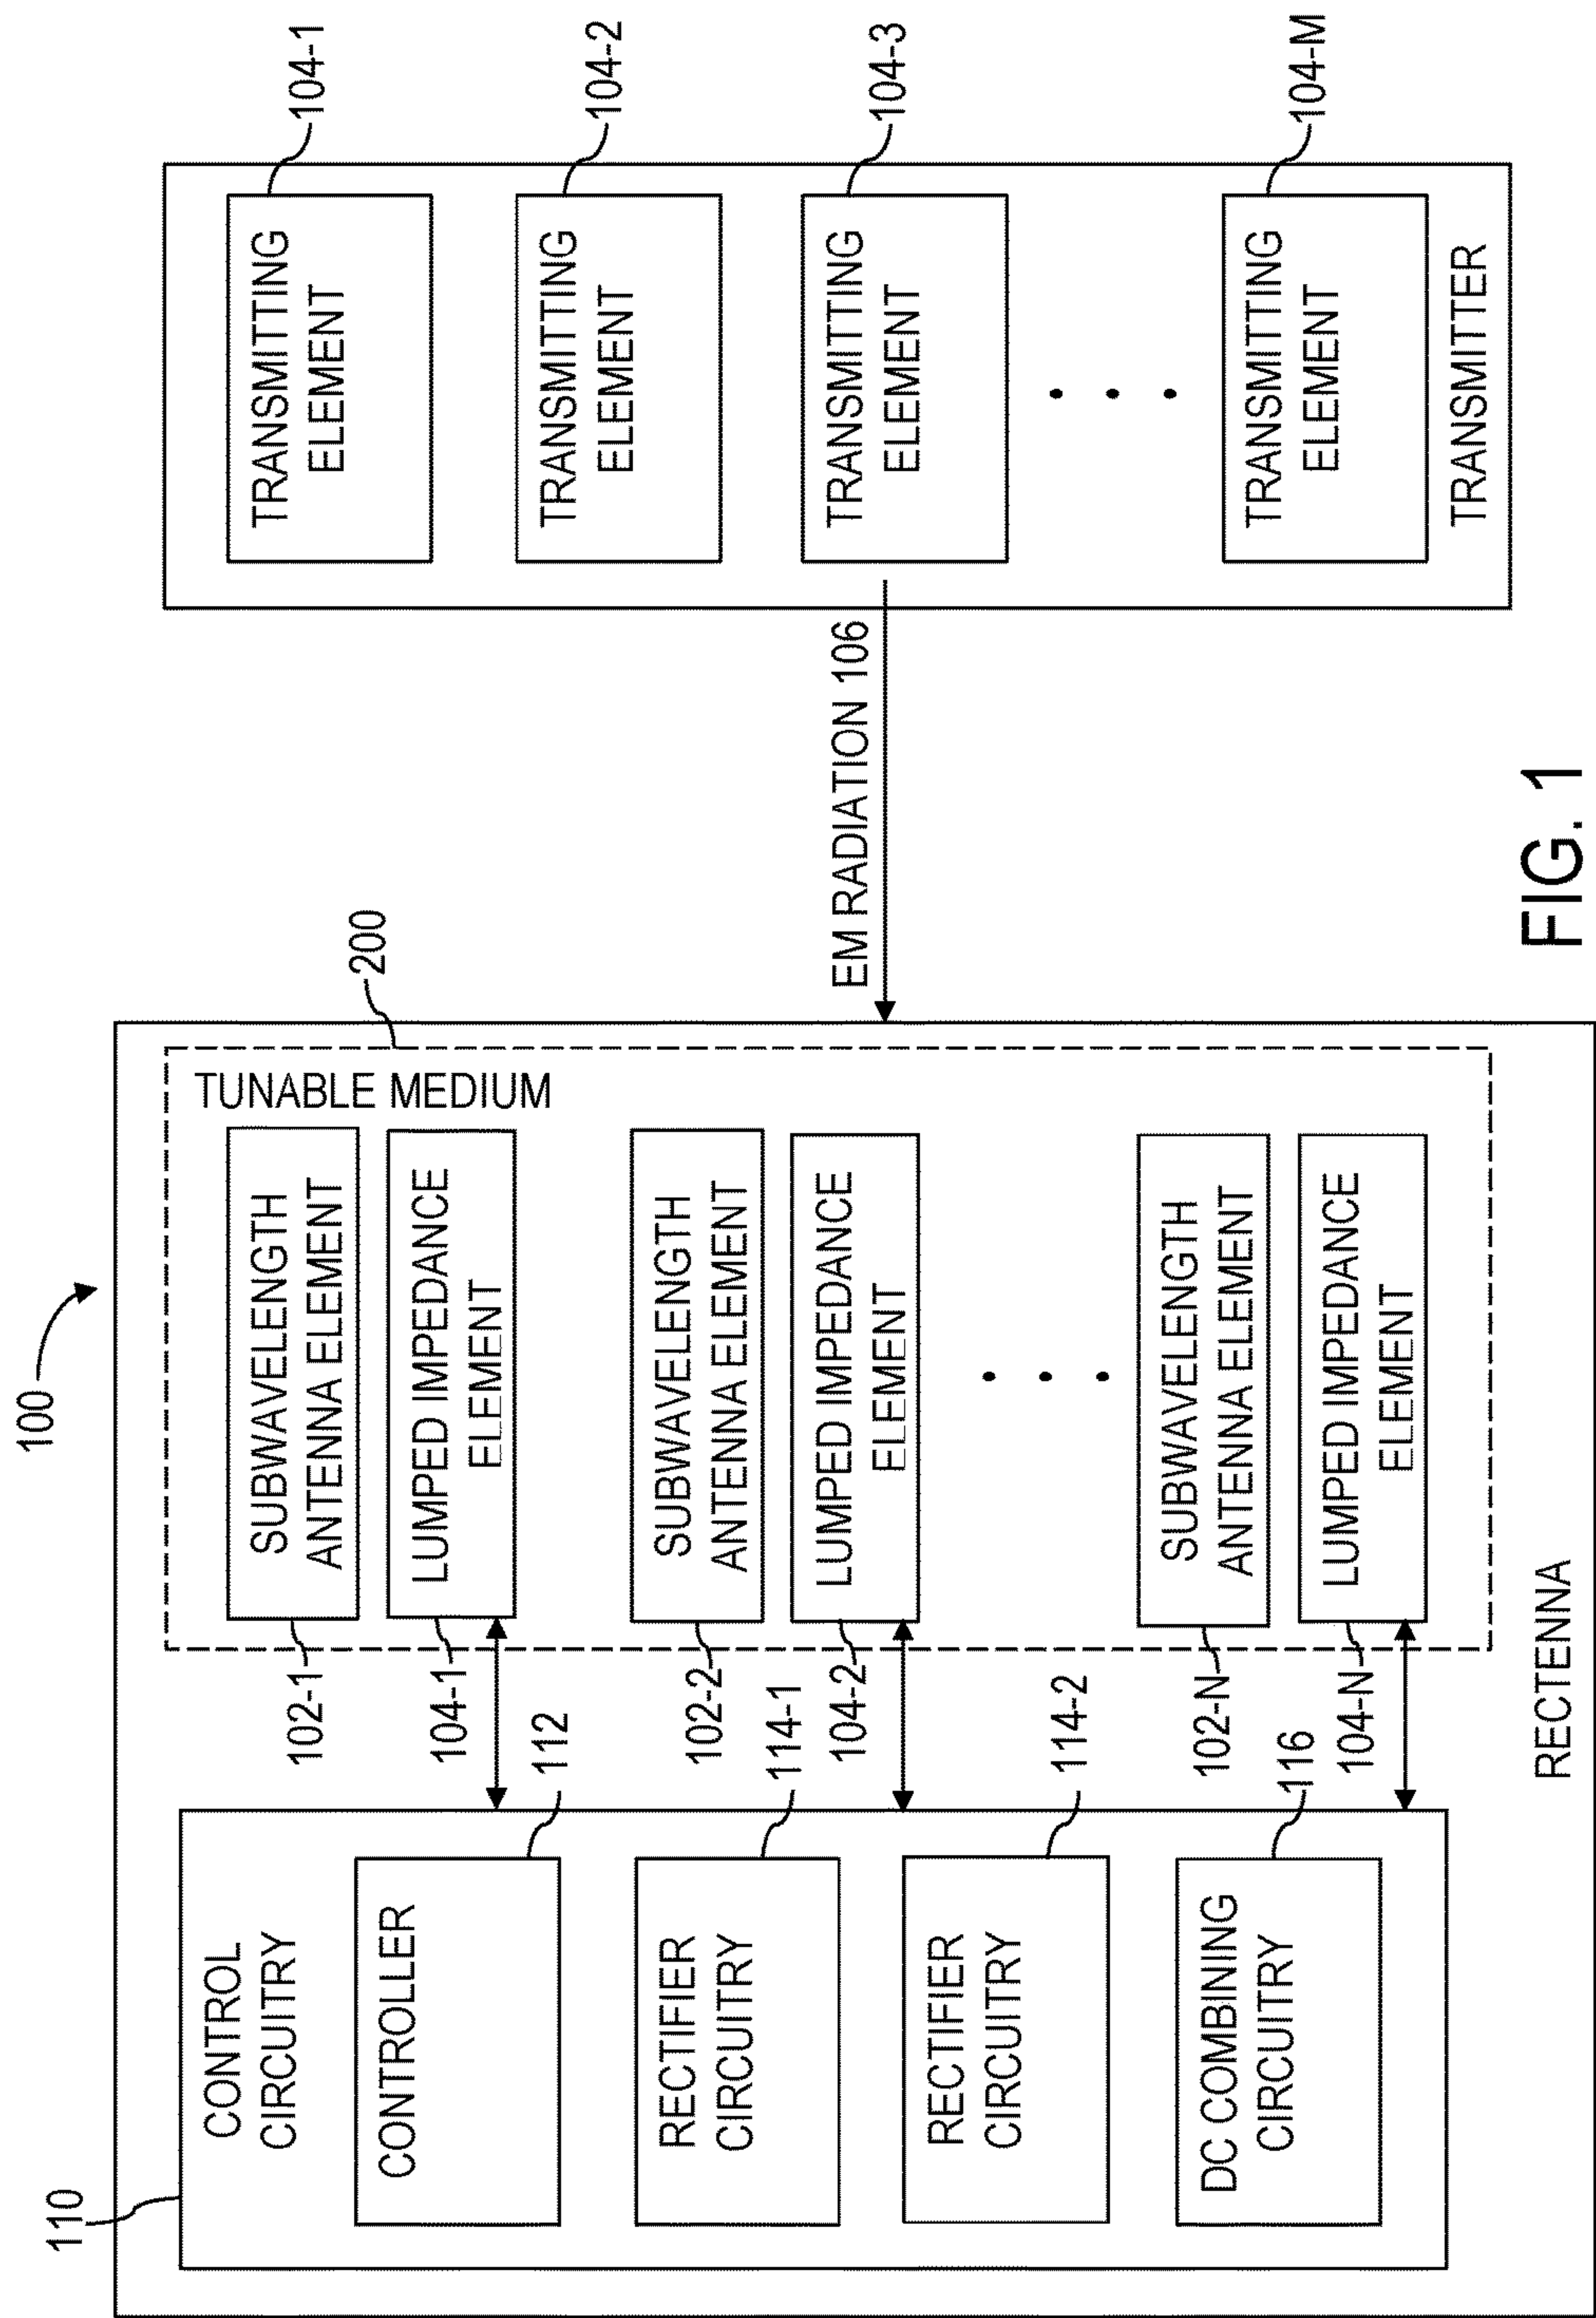 100
110
CONTROL
CIRCUITRY
CONTROLLER
112
RECTIFIER
CIRCUITRY
114-1
RECTIFIER
CIRCUITRY
114-2
DC COMBINING
CIRCUITRY
116
TUNABLE MEDIUM
200
SUBWAVELENGTH
ANTENNA ELEMENT
102-1
LUMPED IMPEDANCE
ELEMENT
104-1
SUBWAVELENGTH
ANTENNA ELEMENT
102-2
LUMPED IMPEDANCE
ELEMENT
104-2
SUBWAVELENGTH
ANTENNA ELEMENT
102-N
LUMPED IMPEDANCE
ELEMENT
104-N
RECTENNA
EM RADIATION 106
TRANSMITTING
ELEMENT
104-1
TRANSMITTING
ELEMENT
104-2
TRANSMITTING
ELEMENT
104-3
TRANSMITTING
ELEMENT
104-M
TRANSMITTER
FIG. 1